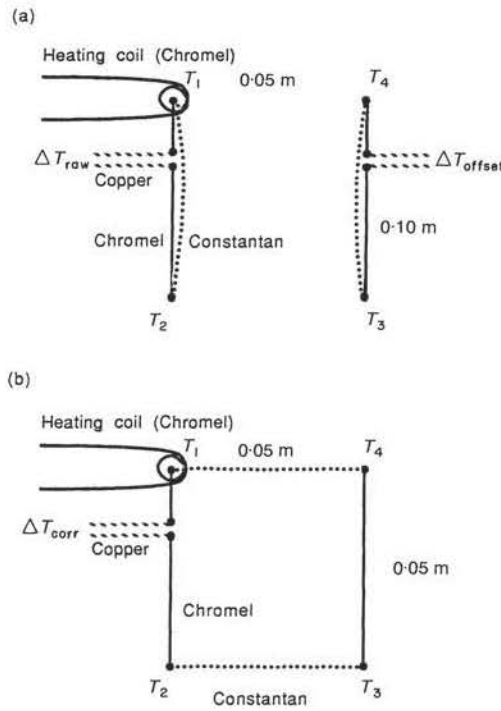 (a)
Heating coil (Chromel)
T1
0·05 m
T4
ΔTraw
Copper
ΔToffset
Chromel
Constantan
0·10 m
T2
T3
(b)
Heating coil (Chromel)
T1
0·05 m
T4
ΔTcorr
Copper
0·05 m
Chromel
T2
Constantan
T3